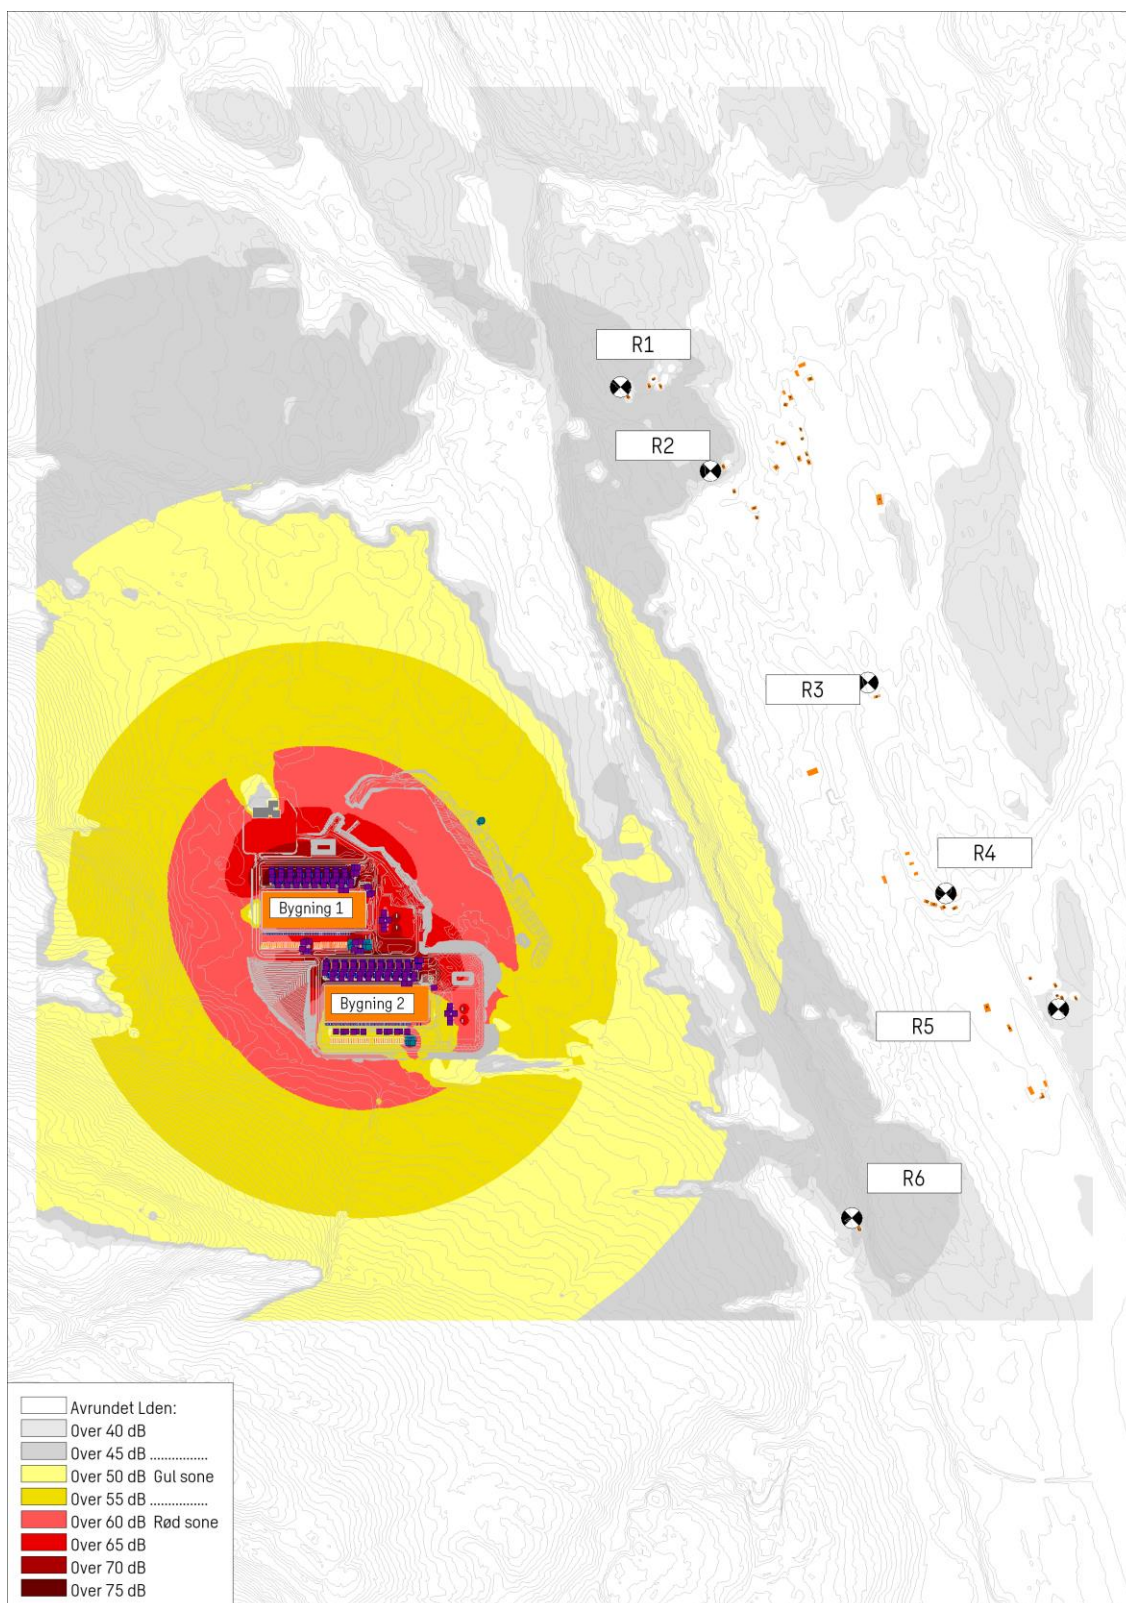 R1
R2
R3
R4
Bygning 1
Bygning 2
R5
R6
Avrundet Lden:
Over 40 dB
Over 45 dB ................
Over 50 dB Gul sone
Over 55 dB ................
Over 60 dB Rød sone
Over 65 dB
Over 70 dB
Over 75 dB